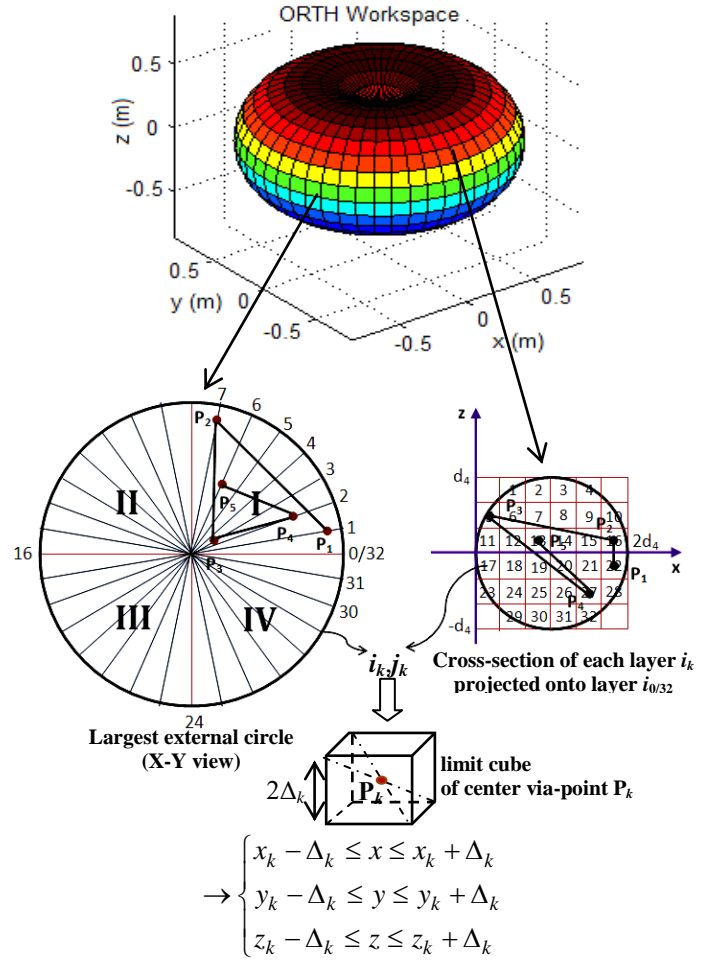 ORTH Workspace
0.5
0
-0.5
z (m)
0.5
0
-0.5
y (m)
-0.5
0
0.5
x (m)
7
6
5
4
3
2
1
0/32
31
30
24
16
I
II
III
IV
P₁
P₂
P₃
P₄
P₅
Largest external circle
(X-Y view)
z
d₄
-d₄
2d₄
x
1 2 3 4
6 7 8 9 10
11 12 13 14 15 16
17 18 19 20 21 22
23 24 25 26 27 28
29 30 31 32
P₃
P₂
P₁
P₄
Cross-section of each layer iₖ
projected onto layer i₀/₃₂
iₖ,jₖ
2Δₖ
Pₖ
limit cube
of center via-point Pₖ
→ { xₖ − Δₖ ≤ x ≤ xₖ + Δₖ
yₖ − Δₖ ≤ y ≤ yₖ + Δₖ
zₖ − Δₖ ≤ z ≤ zₖ + Δₖ